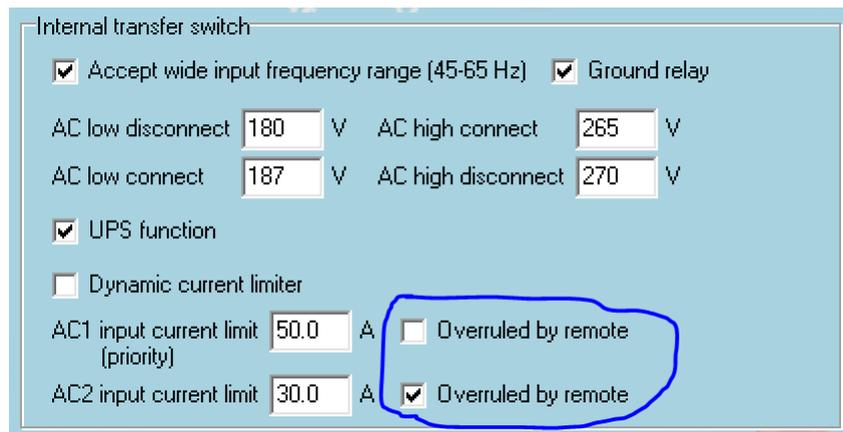 Internal transfer switch
Accept wide input frequency range (45-65 Hz) Ground relay
AC low disconnect 180 V AC high connect 265 V
AC low connect 187 V AC high disconnect 270 V
UPS function
Dynamic current limiter
AC1 input current limit 50.0 A Overruled by remote
(priority)
AC2 input current limit 30.0 A Overruled by remote